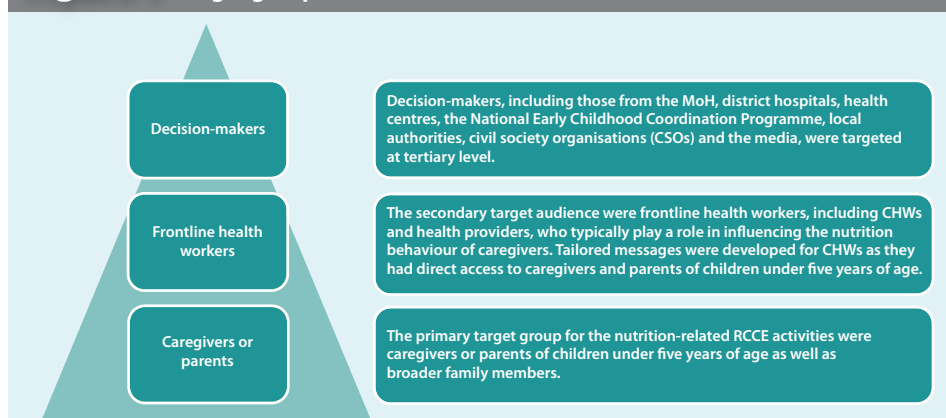 Decision-makers
Decision-makers, including those from the MoH, district hospitals, health
centres, the National Early Childhood Coordination Programme, local
authorities, civil society organisations (CSOs) and the media, were targeted
at tertiary level.
Frontline health
workers
The secondary target audience were frontline health workers, including CHWs
and health providers, who typically play a role in influencing the nutrition
behaviour of caregivers. Tailored messages were developed for CHWs as they
had direct access to caregivers and parents of children under five years of age.
Caregivers or
parents
The primary target group for the nutrition-related RCCE activities were
caregivers or parents of children under five years of age as well as
broader family members.